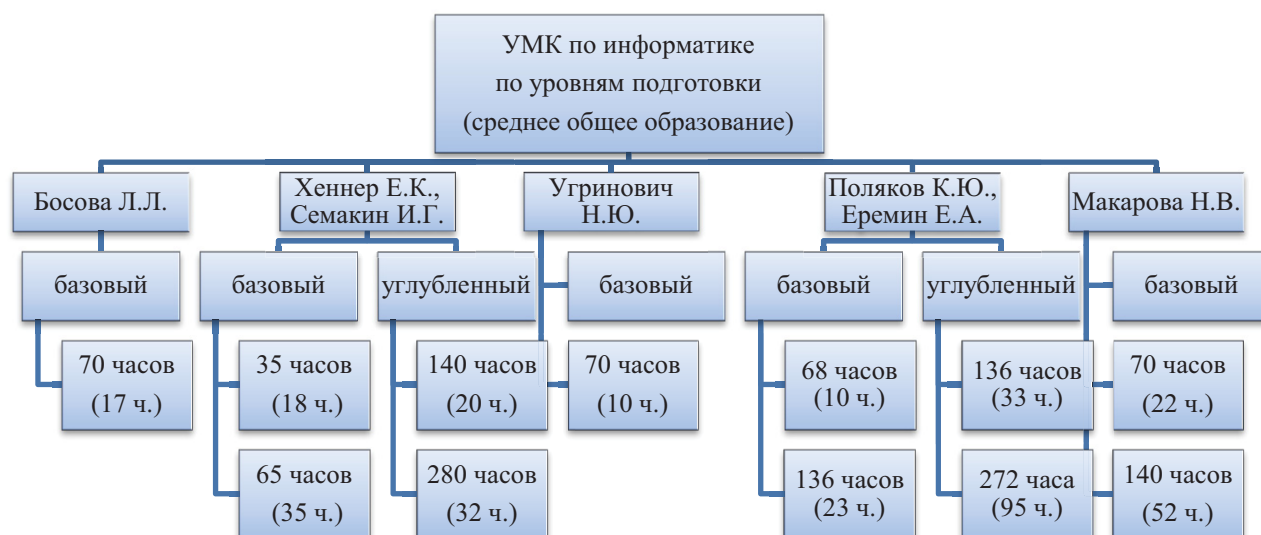 УМК по информатике
по уровням подготовки
(среднее общее образование)
Босова Л.Л.
Хеннер Е.К.,
Семакин И.Г.
Угринович
Н.Ю.
Поляков К.Ю.,
Еремин Е.А.
Макарова Н.В.
базовый
базовый
углубленный
базовый
базовый
углубленный
базовый
70 часов
(17 ч.)
35 часов
(18 ч.)
140 часов
(20 ч.)
70 часов
(10 ч.)
68 часов
(10 ч.)
136 часов
(33 ч.)
70 часов
(22 ч.)
65 часов
(35 ч.)
280 часов
(32 ч.)
136 часов
(23 ч.)
272 часа
(95 ч.)
140 часов
(52 ч.)